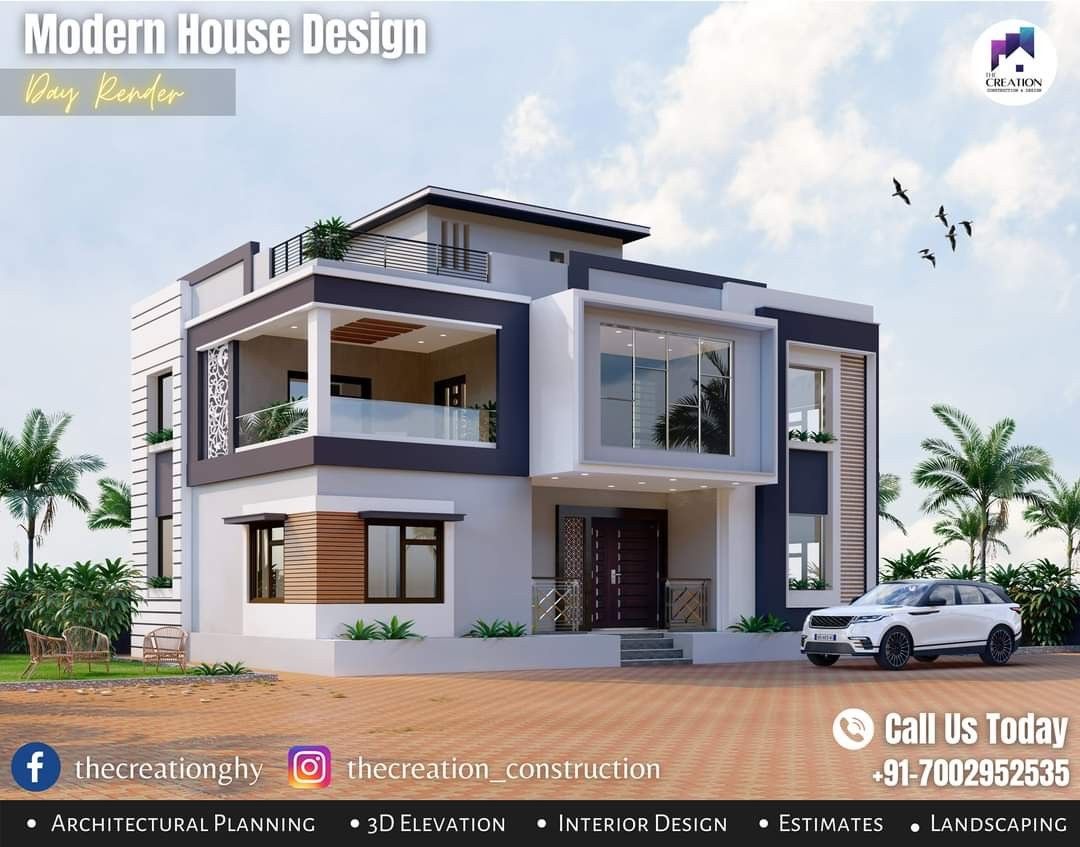 Modern House Design
Day Render
THE
CREATION
CONSTRUCTION & DESIGN
Call Us Today
+91-7002952535
thecreationghy
thecreation_construction
• ARCHITECTURAL PLANNING • 3D ELEVATION • INTERIOR DESIGN • ESTIMATES • LANDSCAPING